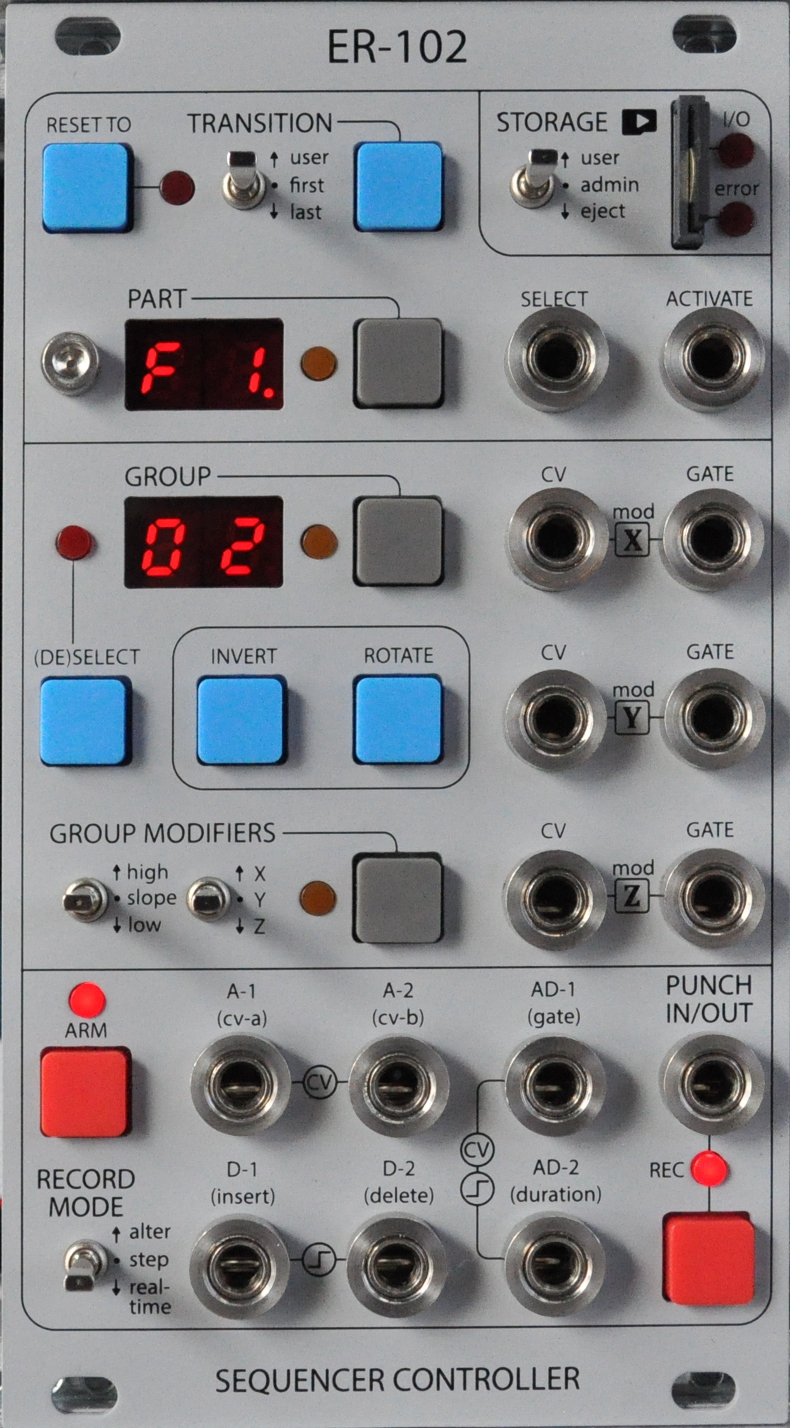 ER-102
RESET TO
TRANSITION
↑ user
• first
↓ last
STORAGE
↑ user
• admin
↓ eject
I/O
error
PART
F 1.
SELECT
ACTIVATE
GROUP
02
CV
mod
X
GATE
(DE)SELECT
INVERT
ROTATE
CV
mod
Y
GATE
GROUP MODIFIERS
↑ high
• slope
↓ low
↑ X
• Y
↓ Z
CV
mod
Z
GATE
ARM
A-1
(cv-a)
CV
A-2
(cv-b)
AD-1
(gate)
PUNCH
IN/OUT
CV
RECORD
MODE
↑ alter
• step
↓ real-
time
D-1
(insert)
D-2
(delete)
AD-2
(duration)
REC
SEQUENCER CONTROLLER